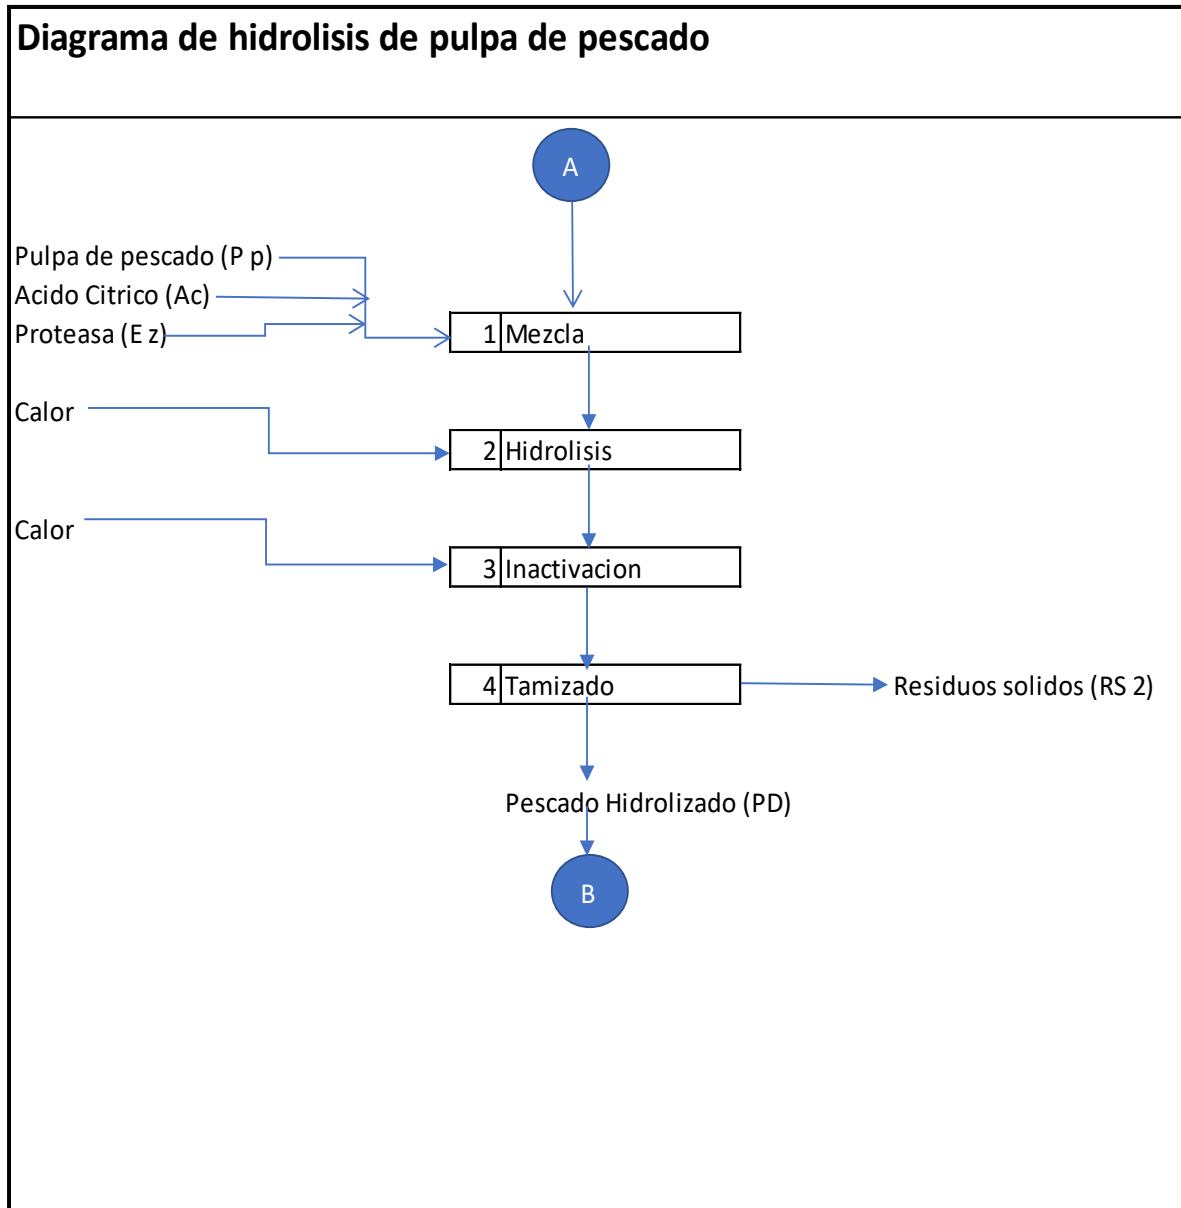 Diagrama de hidrolisis de pulpa de pescado
A
Pulpa de pescado (P p)
Acido Citrico (Ac)
Proteasa (E z)
1 Mezcla
Calor
2 Hidrolisis
Calor
3 Inactivacion
4 Tamizado
Residuos solidos (RS 2)
Pescado Hidrolizado (PD)
B